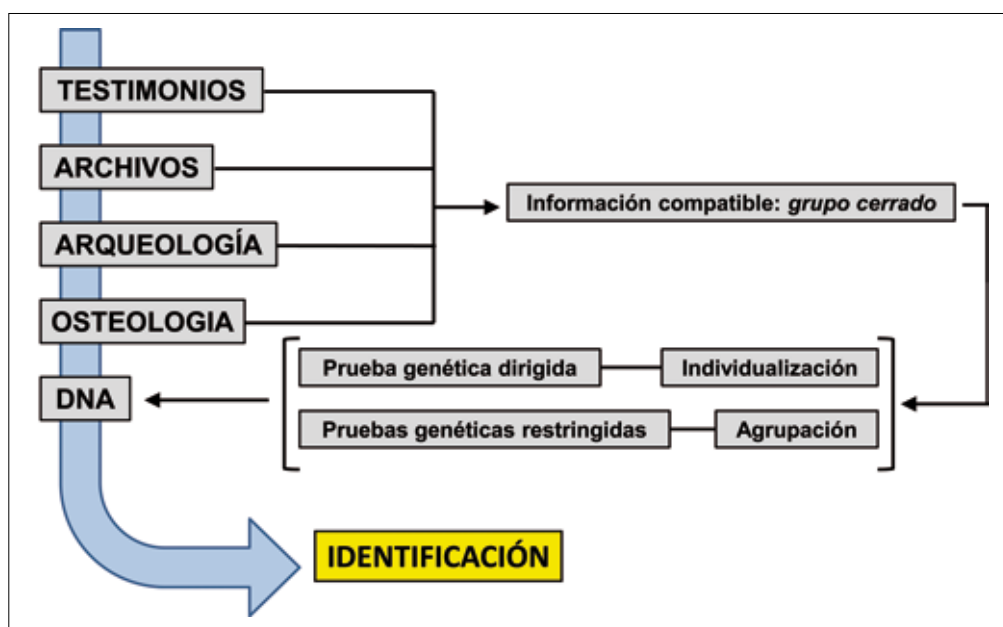 TESTIMONIOS
ARCHIVOS
Información compatible: grupo cerrado
ARQUEOLOGÍA
OSTEOLOGIA
Prueba genética dirigida
Individualización
DNA
Pruebas genéticas restringidas
Agrupación
IDENTIFICACIÓN